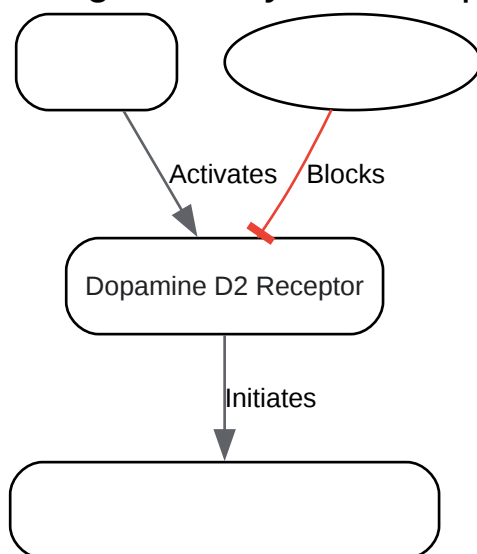 Activates
Blocks
Dopamine D2 Receptor
Initiates